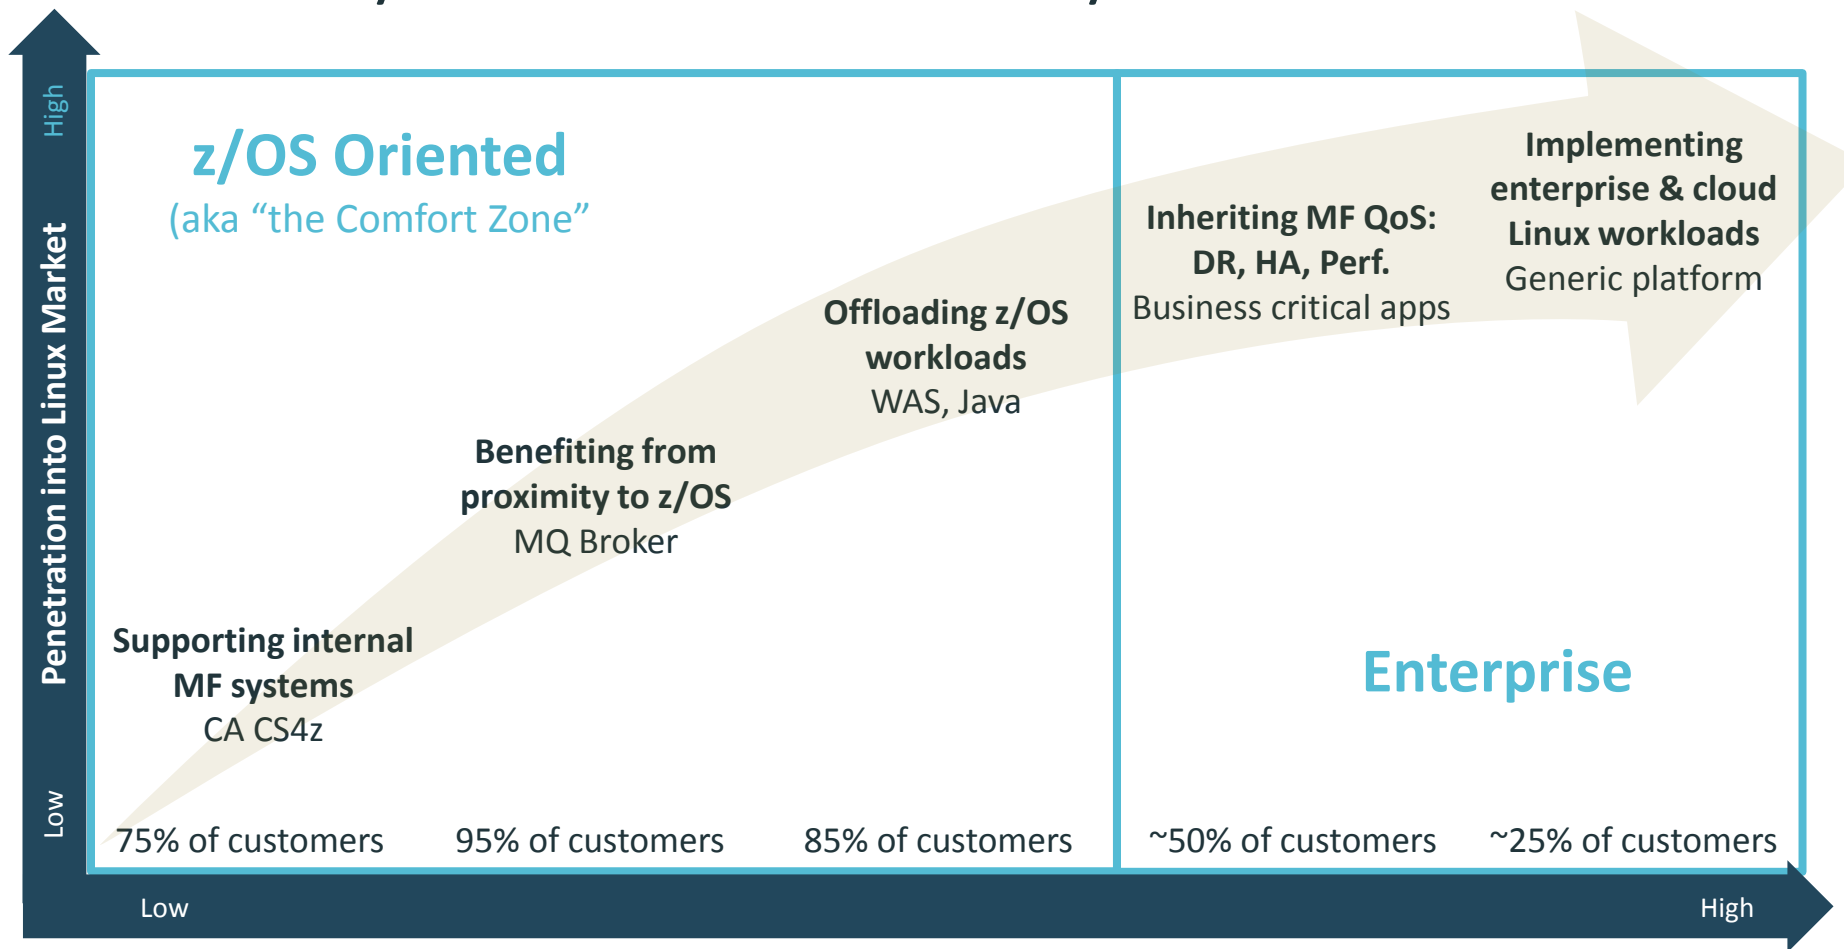 High
Penetration into Linux Market
Low
z/OS Oriented
(aka “the Comfort Zone”
Supporting internal
MF systems
CA CS4z
Benefiting from
proximity to z/OS
MQ Broker
Offloading z/OS
workloads
WAS, Java
Inheriting MF QoS:
DR, HA, Perf.
Business critical apps
Implementing
enterprise & cloud
Linux workloads
Generic platform
Enterprise
75% of customers
95% of customers
85% of customers
~50% of customers
~25% of customers
Low
High